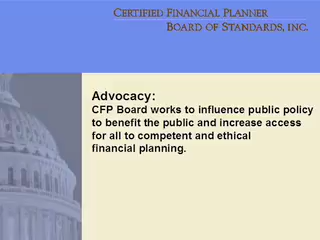 CERTIFIED FINANCIAL PLANNER
BOARD OF STANDARDS, INC.
Advocacy:
CFP Board works to influence public policy
to benefit the public and increase access
for all to competent and ethical
financial planning.